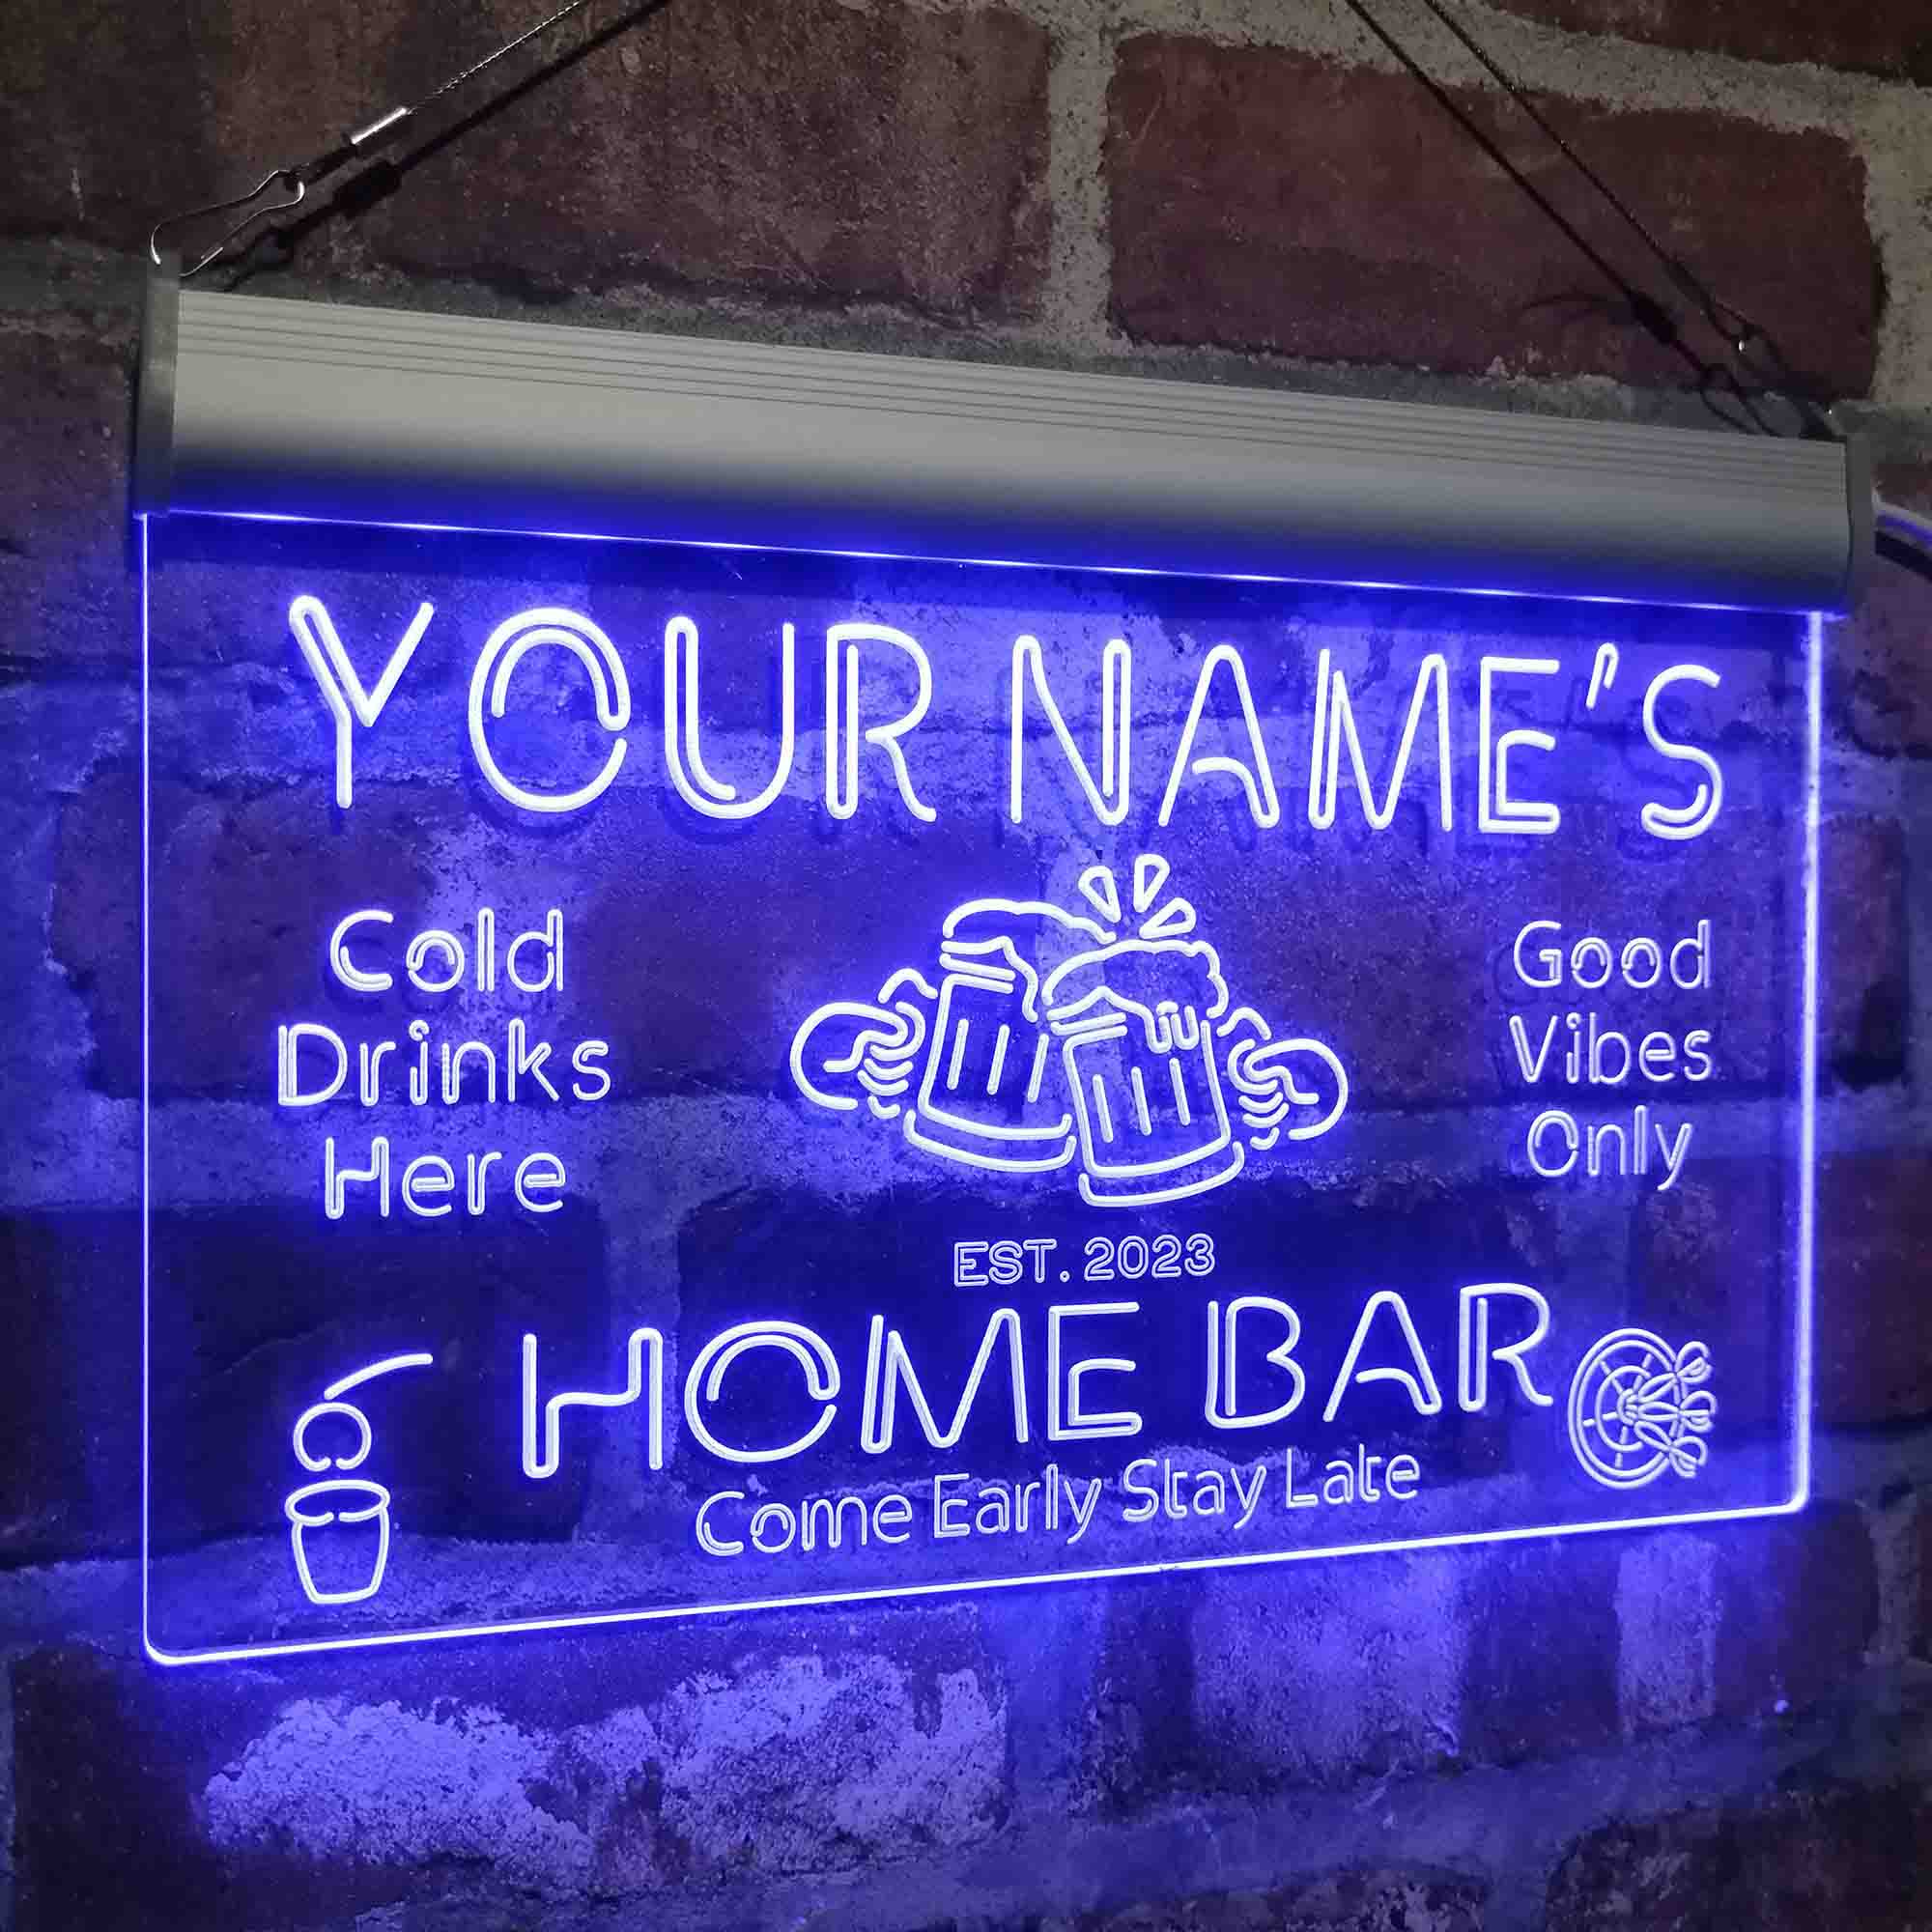 YOUR NAME'S
Cold
Drinks
Here
Good
Vibes
Only
EST. 2023
HOME BAR
Come Early Stay Late